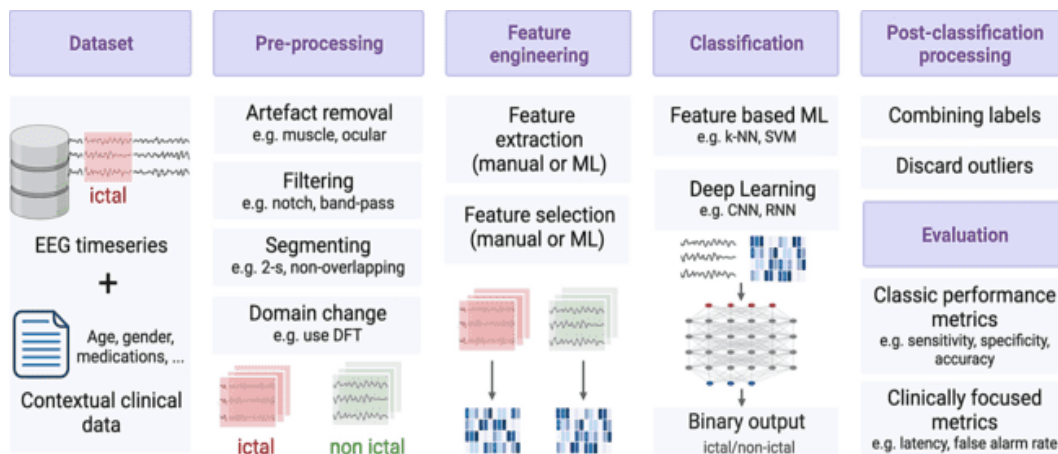 Dataset
ictal
EEG timeseries
+
Age, gender,
medications, ...
Contextual clinical
data
Pre-processing
Artefact removal
e.g. muscle, ocular
Filtering
e.g. notch, band-pass
Segmenting
e.g. 2-s, non-overlapping
Domain change
e.g. use DFT
ictal
non ictal
Feature
engineering
Feature
extraction
(manual or ML)
Feature selection
(manual or ML)
Classification
Feature based ML
e.g. k-NN, SVM
Deep Learning
e.g. CNN, RNN
Binary output
ictal/non-ictal
Post-classification
processing
Combining labels
Discard outliers
Evaluation
Classic performance
metrics
e.g. sensitivity, specificity,
accuracy
Clinically focused
metrics
e.g. latency, false alarm rate